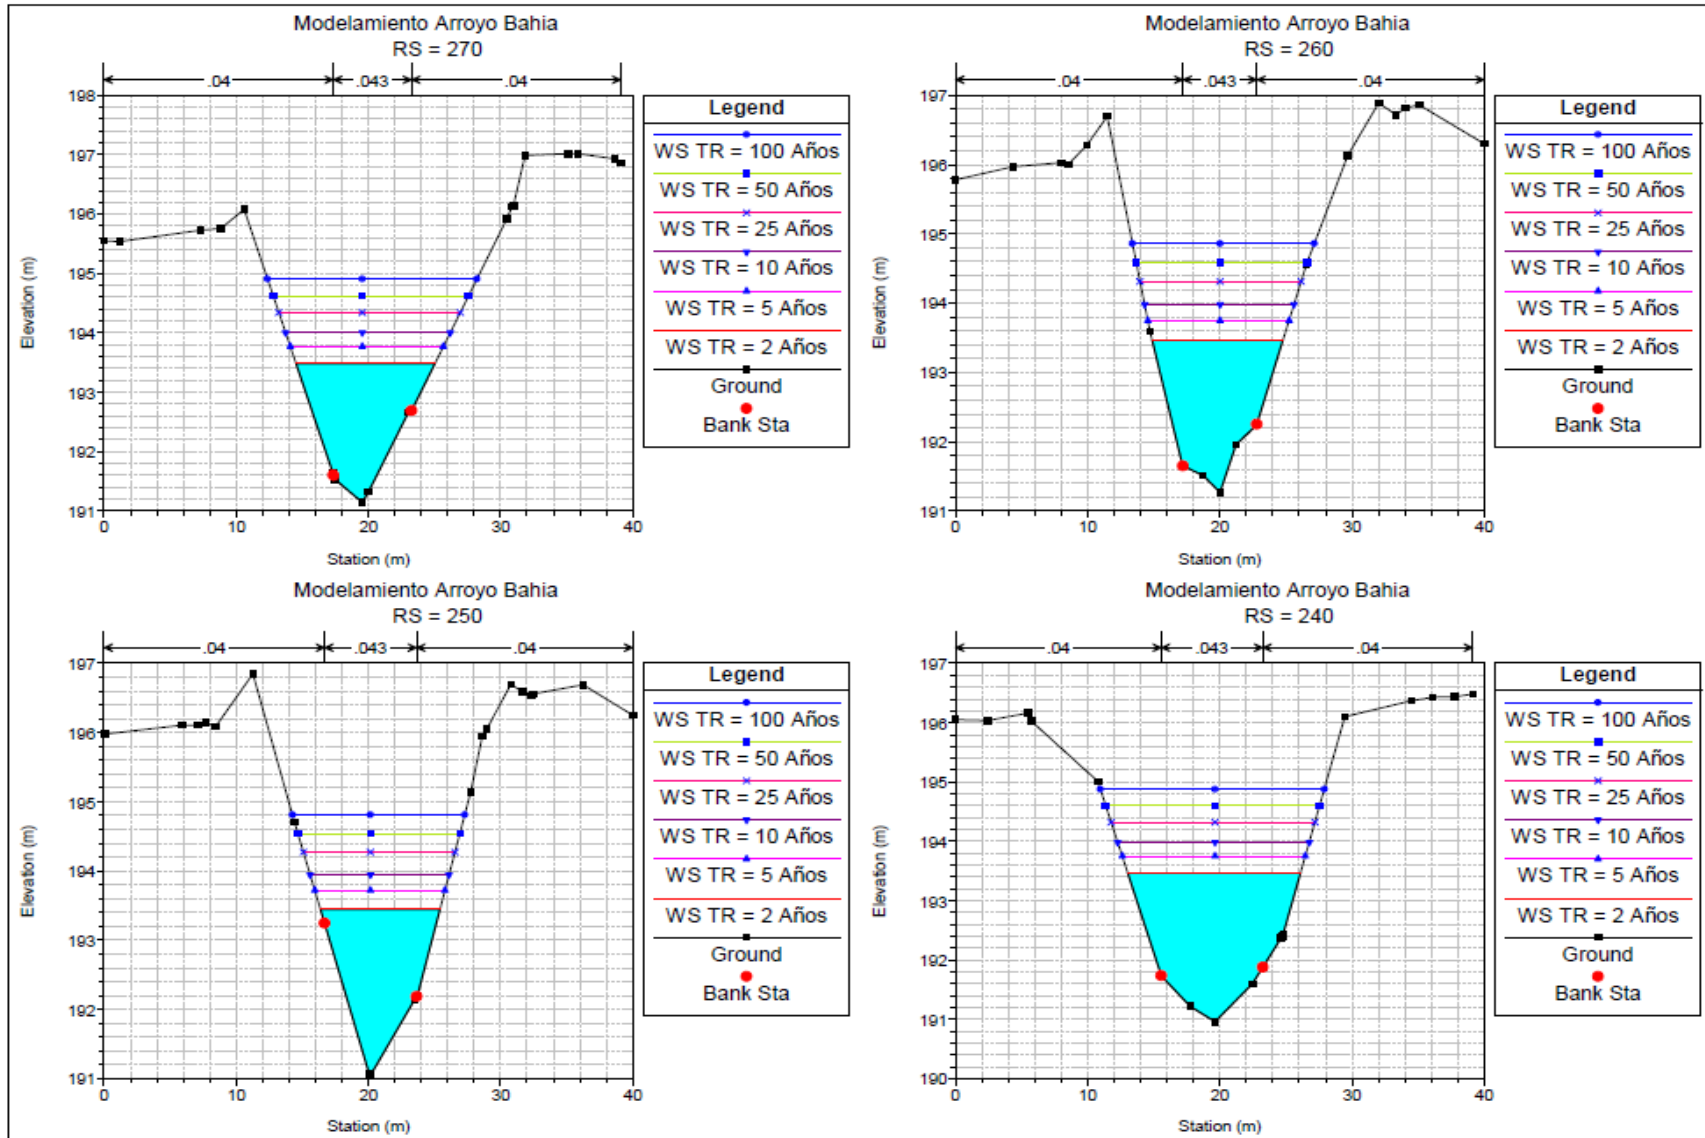 Modelamiento Arroyo Bahia
RS = 270
.04 .043 .04
198
197
196
195
194
193
192
191
0 10 20 30 40
Elevation (m)
Station (m)
Legend
WS TR = 100 Años
WS TR = 50 Años
WS TR = 25 Años
WS TR = 10 Años
WS TR = 5 Años
WS TR = 2 Años
Ground
Bank Sta
Modelamiento Arroyo Bahia
RS = 260
.04 .043 .04
197
196
195
194
193
192
191
0 10 20 30 40
Elevation (m)
Station (m)
Legend
WS TR = 100 Años
WS TR = 50 Años
WS TR = 25 Años
WS TR = 10 Años
WS TR = 5 Años
WS TR = 2 Años
Ground
Bank Sta
Modelamiento Arroyo Bahia
RS = 250
.04 .043 .04
197
196
195
194
193
192
191
0 10 20 30 40
Elevation (m)
Station (m)
Legend
WS TR = 100 Años
WS TR = 50 Años
WS TR = 25 Años
WS TR = 10 Años
WS TR = 5 Años
WS TR = 2 Años
Ground
Bank Sta
Modelamiento Arroyo Bahia
RS = 240
.04 .043 .04
197
196
195
194
193
192
191
190
0 10 20 30 40
Elevation (m)
Station (m)
Legend
WS TR = 100 Años
WS TR = 50 Años
WS TR = 25 Años
WS TR = 10 Años
WS TR = 5 Años
WS TR = 2 Años
Ground
Bank Sta